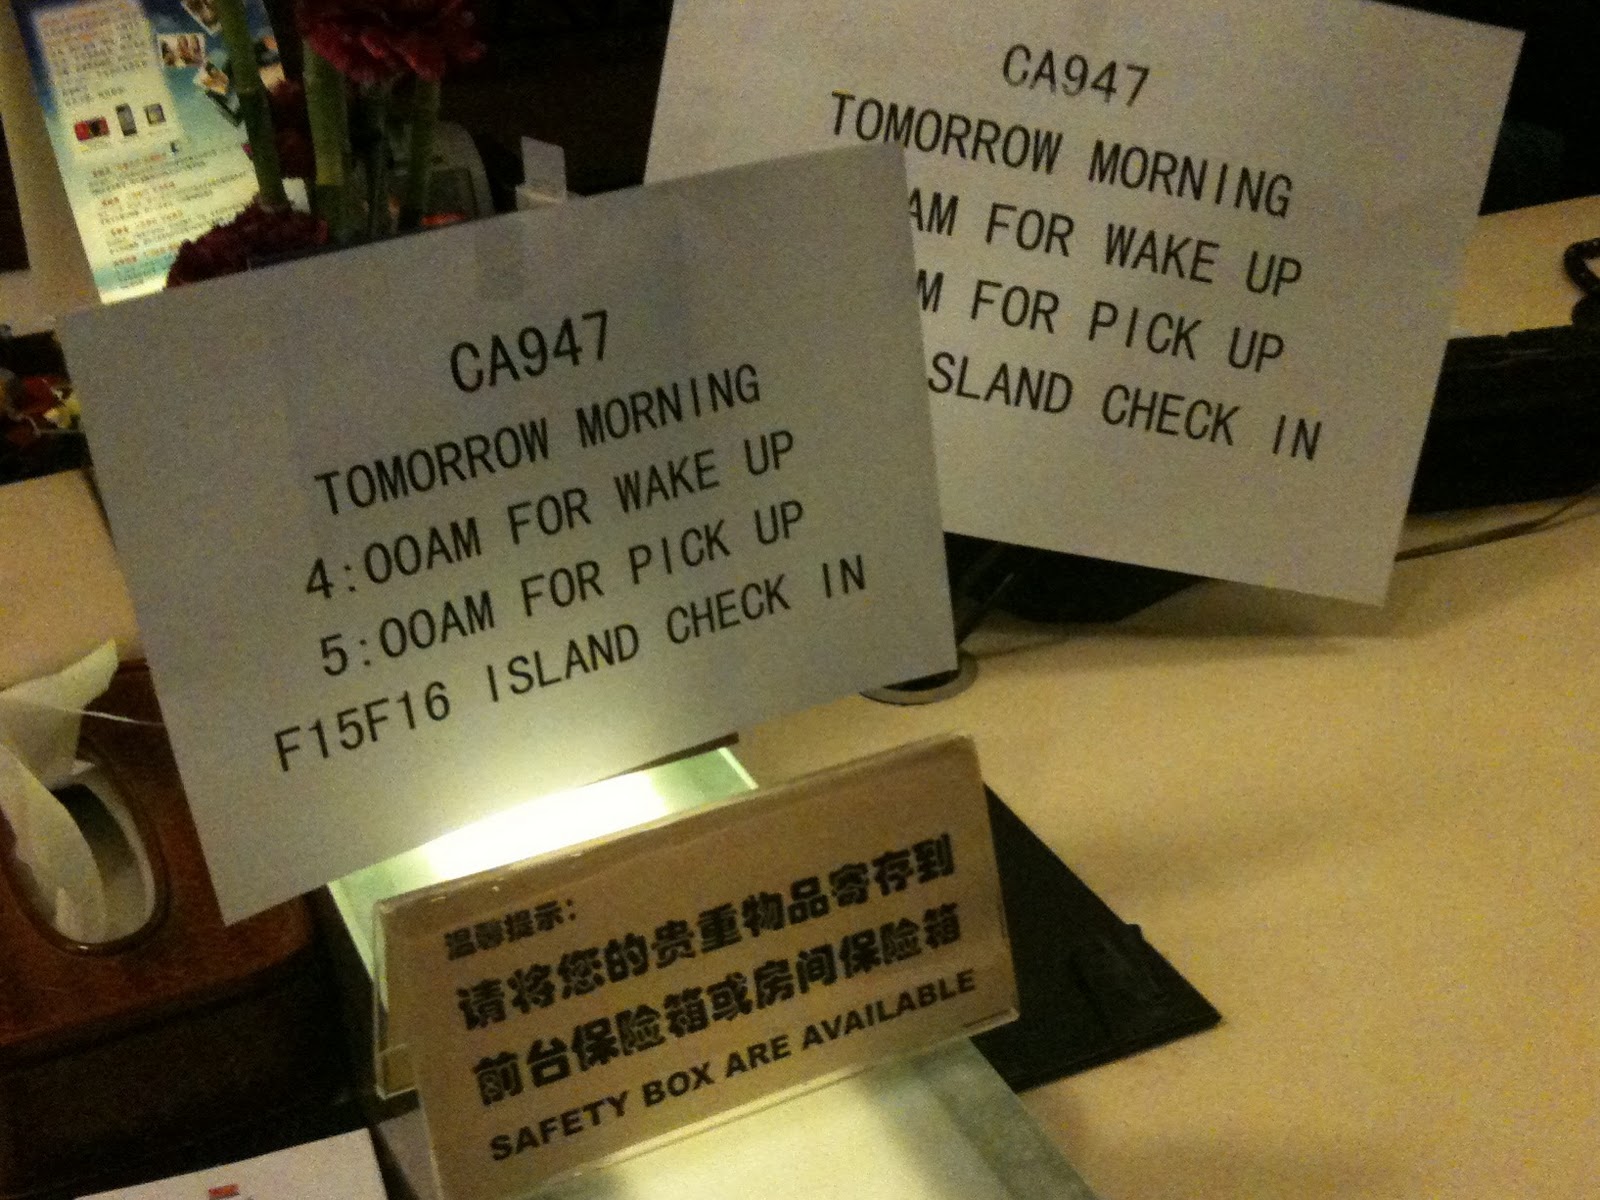 CA947
TOMORROW MORNING
AM FOR WAKE UP
M FOR PICK UP
SLAND CHECK IN
CA947
TOMORROW MORNING
4:00AM FOR WAKE UP
5:00AM FOR PICK UP
F15F16 ISLAND CHECK IN
温馨提示：
请将您的贵重物品寄存到
前台保险箱或房间保险箱
SAFETY BOX ARE AVAILABLE